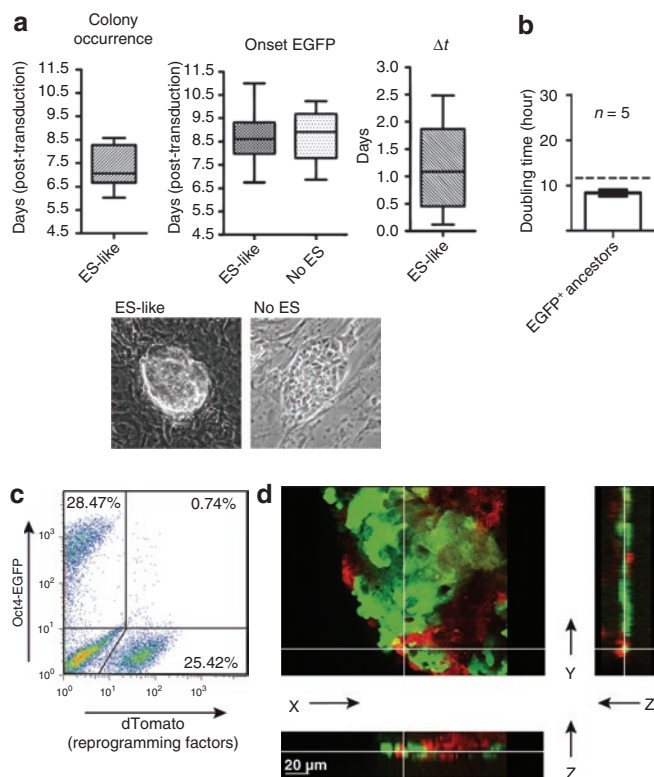 a
Colony
occurrence
Days (post-transduction)
11.5
10.5
9.5
8.5
7.5
6.5
5.5
4.5
ES-like
Onset EGFP
Days (post-transduction)
11.5
10.5
9.5
8.5
7.5
6.5
5.5
4.5
ES-like
No ES
Δt
Days
3.0
2.5
2.0
1.5
1.0
0.5
0.0
ES-like
b
Doubling time (hour)
30
20
10
0
n = 5
EGFP+ ancestors
ES-like
No ES
c
28.47%
0.74%
25.42%
Oct4-EGFP
10³
10²
10¹
10⁰
10⁰
10¹
10²
10³
dTomato
(reprogramming factors)
d
X
Y
Z
Z
20 µm